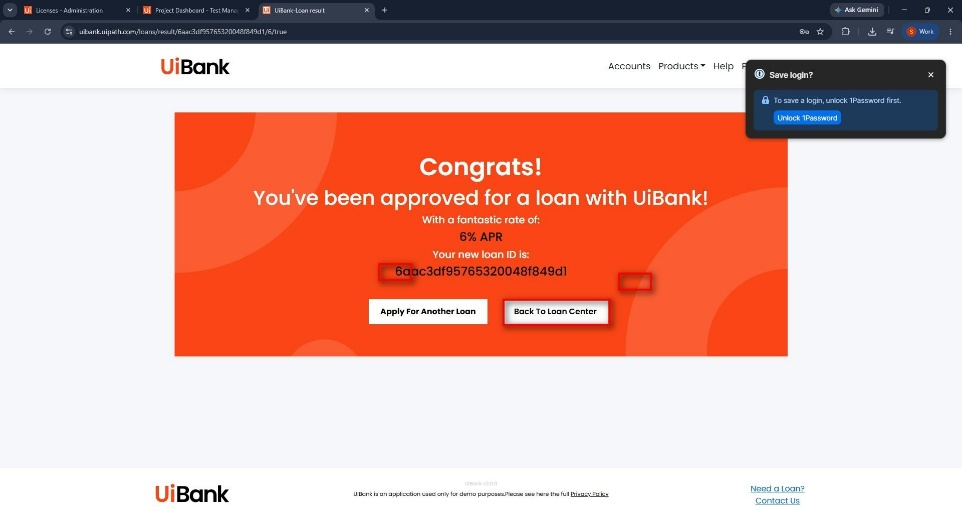 Licenses - Administration
Project Dashboard - Test Mana
UiBank-Loan result
Ask Gemini
uibank.uipath.com/loans/result/6aac3df95765320048f849d1/6/true
Work
UiBank
Accounts
Products
Help
Save login?
To save a login, unlock 1Password first.
Unlock 1Password
Congrats!
You've been approved for a loan with UiBank!
With a fantastic rate of:
6% APR
Your new loan ID is:
6aac3df95765320048f849d1
Apply For Another Loan
Back To Loan Center
UiBank
UiBank is an application used only for demo purposes.Please see here the full Privacy Policy
Need a Loan?
Contact Us